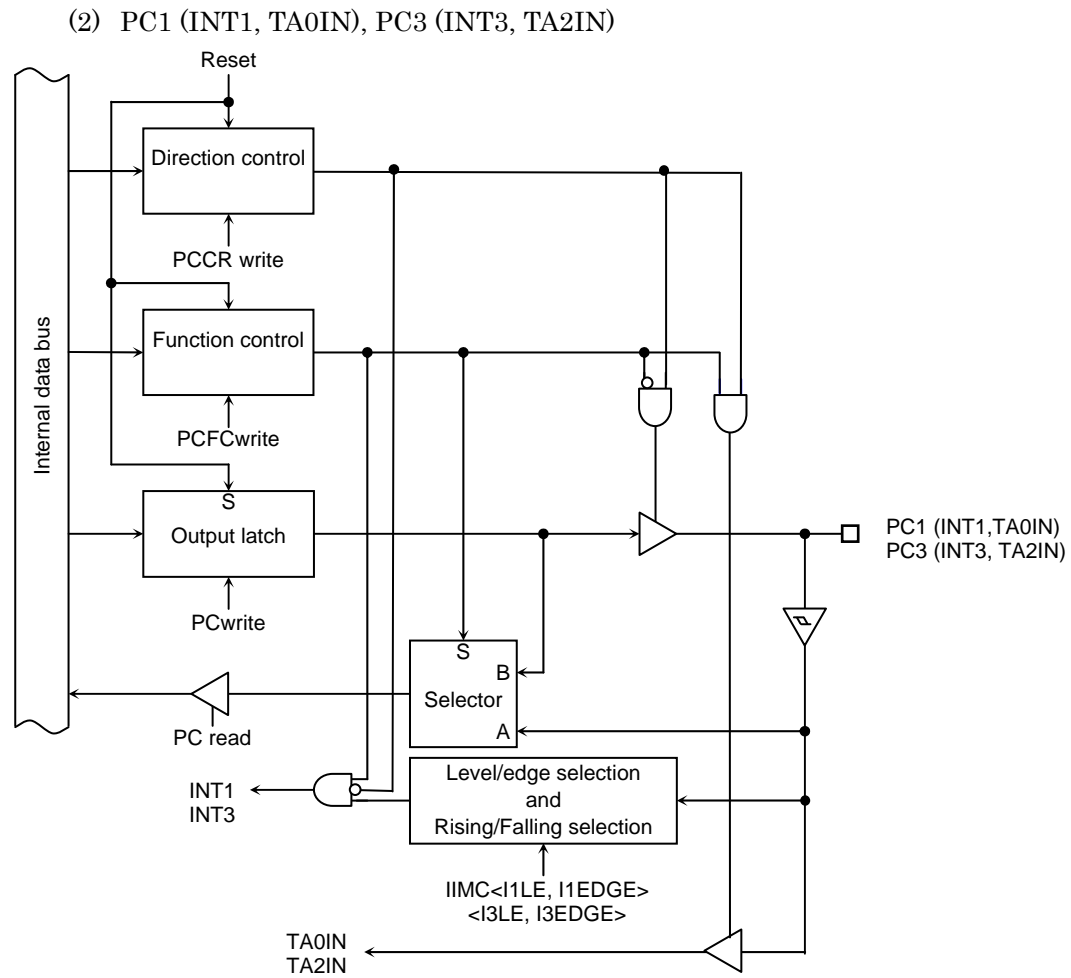 (2) PC1 (INT1, TA0IN), PC3 (INT3, TA2IN)
Reset
Direction control
PCCR write
Internal data bus
Function control
PCFCwrite
S
Output latch
PC1 (INT1,TA0IN)
PC3 (INT3, TA2IN)
PCwrite
S
B
Selector
A
PC read
Level/edge selection
and
Rising/Falling selection
INT1
INT3
IIMC<I1LE, I1EDGE>
<I3LE, I3EDGE>
TA0IN
TA2IN